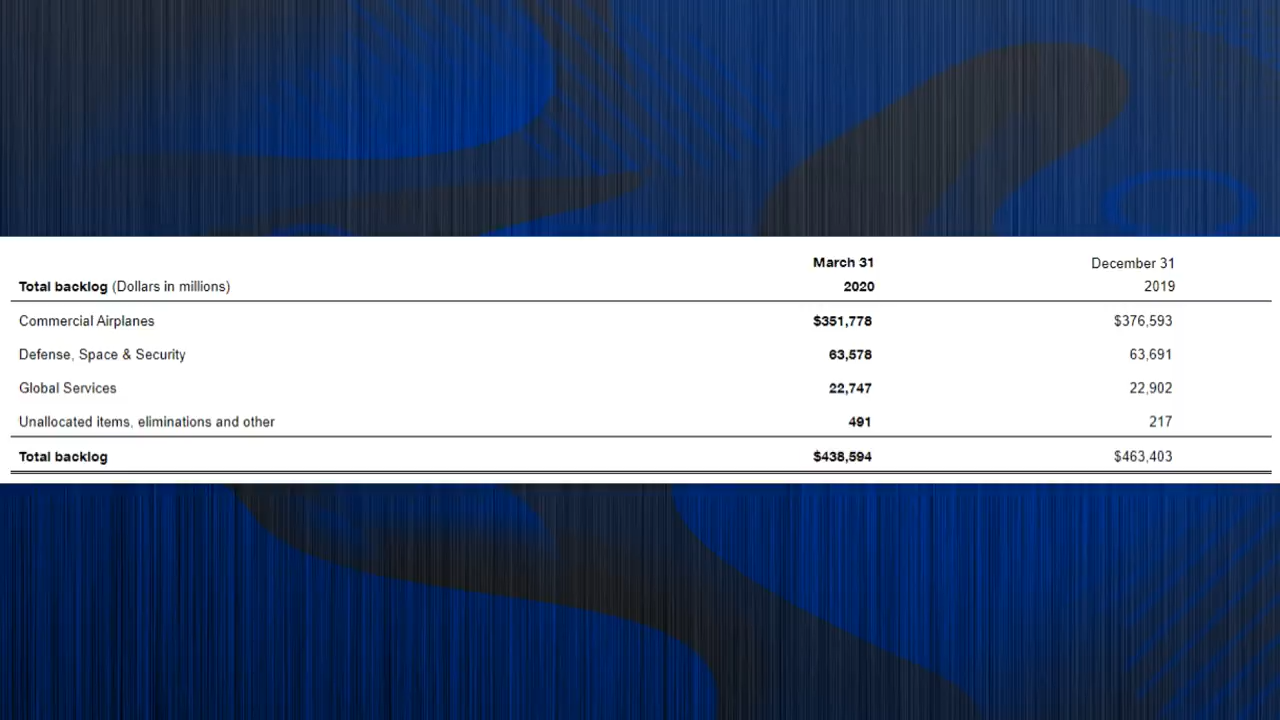 March 31 December 31
Total backlog (Dollars in millions) 2020 2019
Commercial Airplanes $351,778 $376,593
Defense, Space & Security 63,578 63,691
Global Services 22,747 22,902
Unallocated items, eliminations and other 491 217
Total backlog $438,594 $463,403